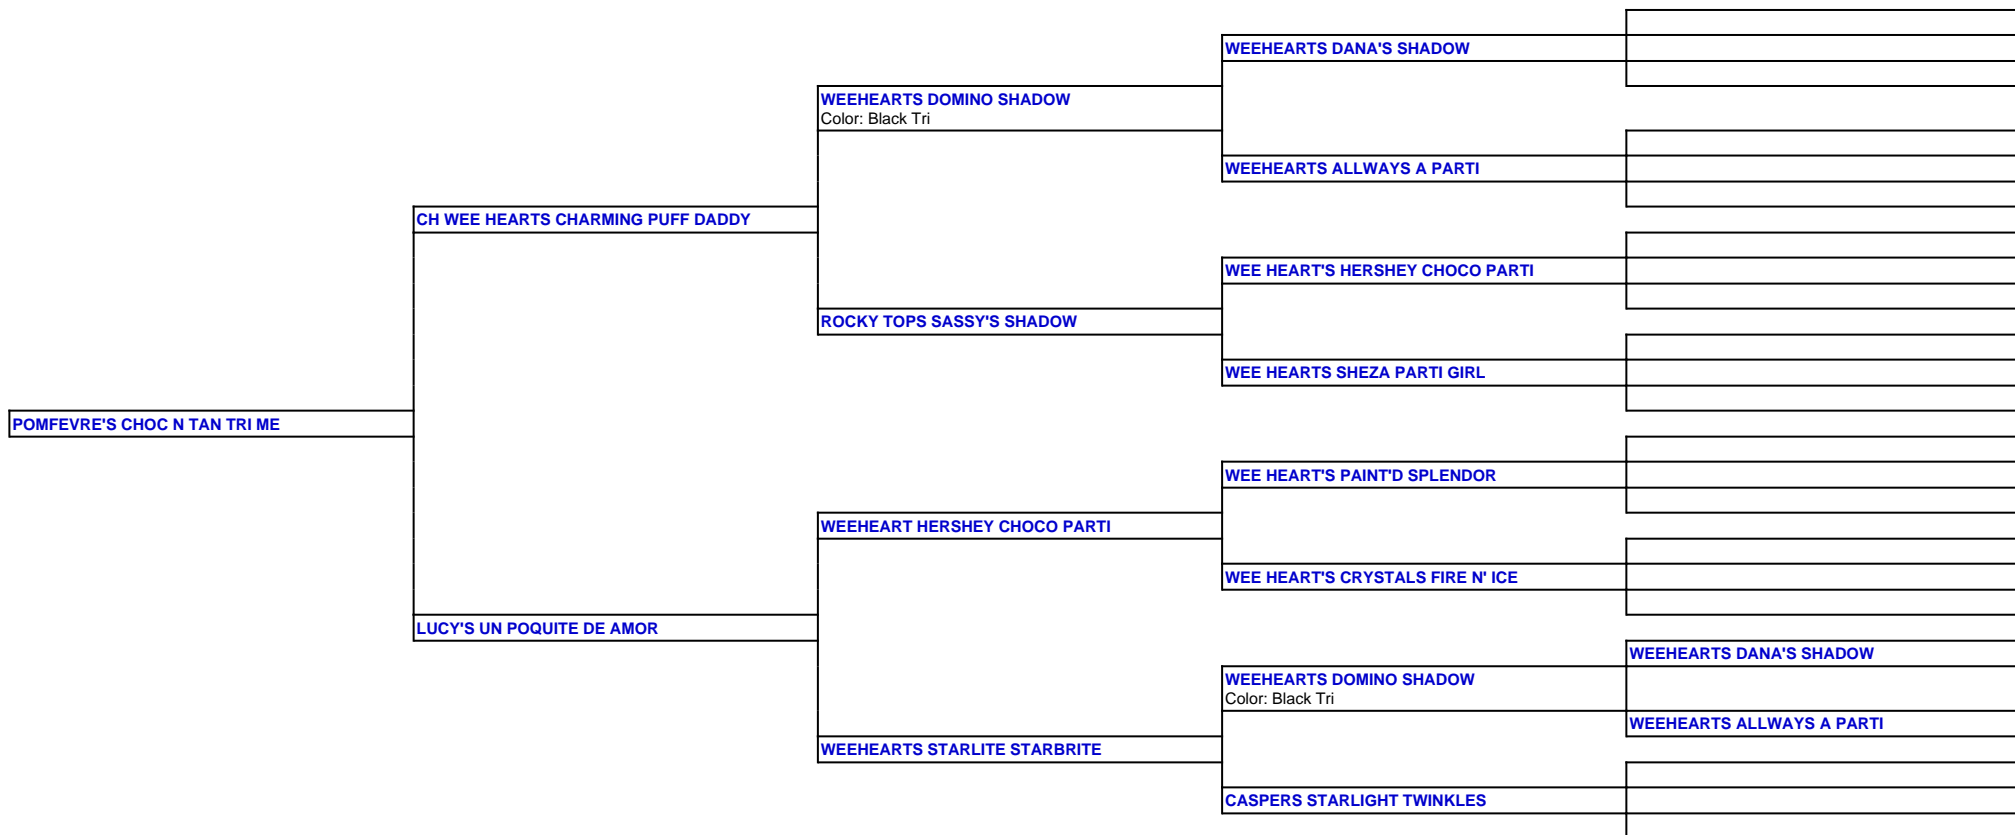 WEEHEARTS DANA'S SHADOW
WEEHEARTS DOMINO SHADOW
Color: Black Tri
WEEHEARTS ALLWAYS A PARTI
CH WEE HEARTS CHARMING PUFF DADDY
WEE HEART'S HERSHEY CHOCO PARTI
ROCKY TOPS SASSY'S SHADOW
WEE HEARTS SHEZA PARTI GIRL
POMFEVRE'S CHOC N TAN TRI ME
WEE HEART'S PAINT'D SPLENDOR
WEEHEART HERSHEY CHOCO PARTI
WEE HEART'S CRYSTALS FIRE N' ICE
LUCY'S UN POQUITE DE AMOR
WEEHEARTS DANA'S SHADOW
WEEHEARTS DOMINO SHADOW
Color: Black Tri
WEEHEARTS ALLWAYS A PARTI
WEEHEARTS STARLITE STARBRITE
CASPERS STARLIGHT TWINKLES